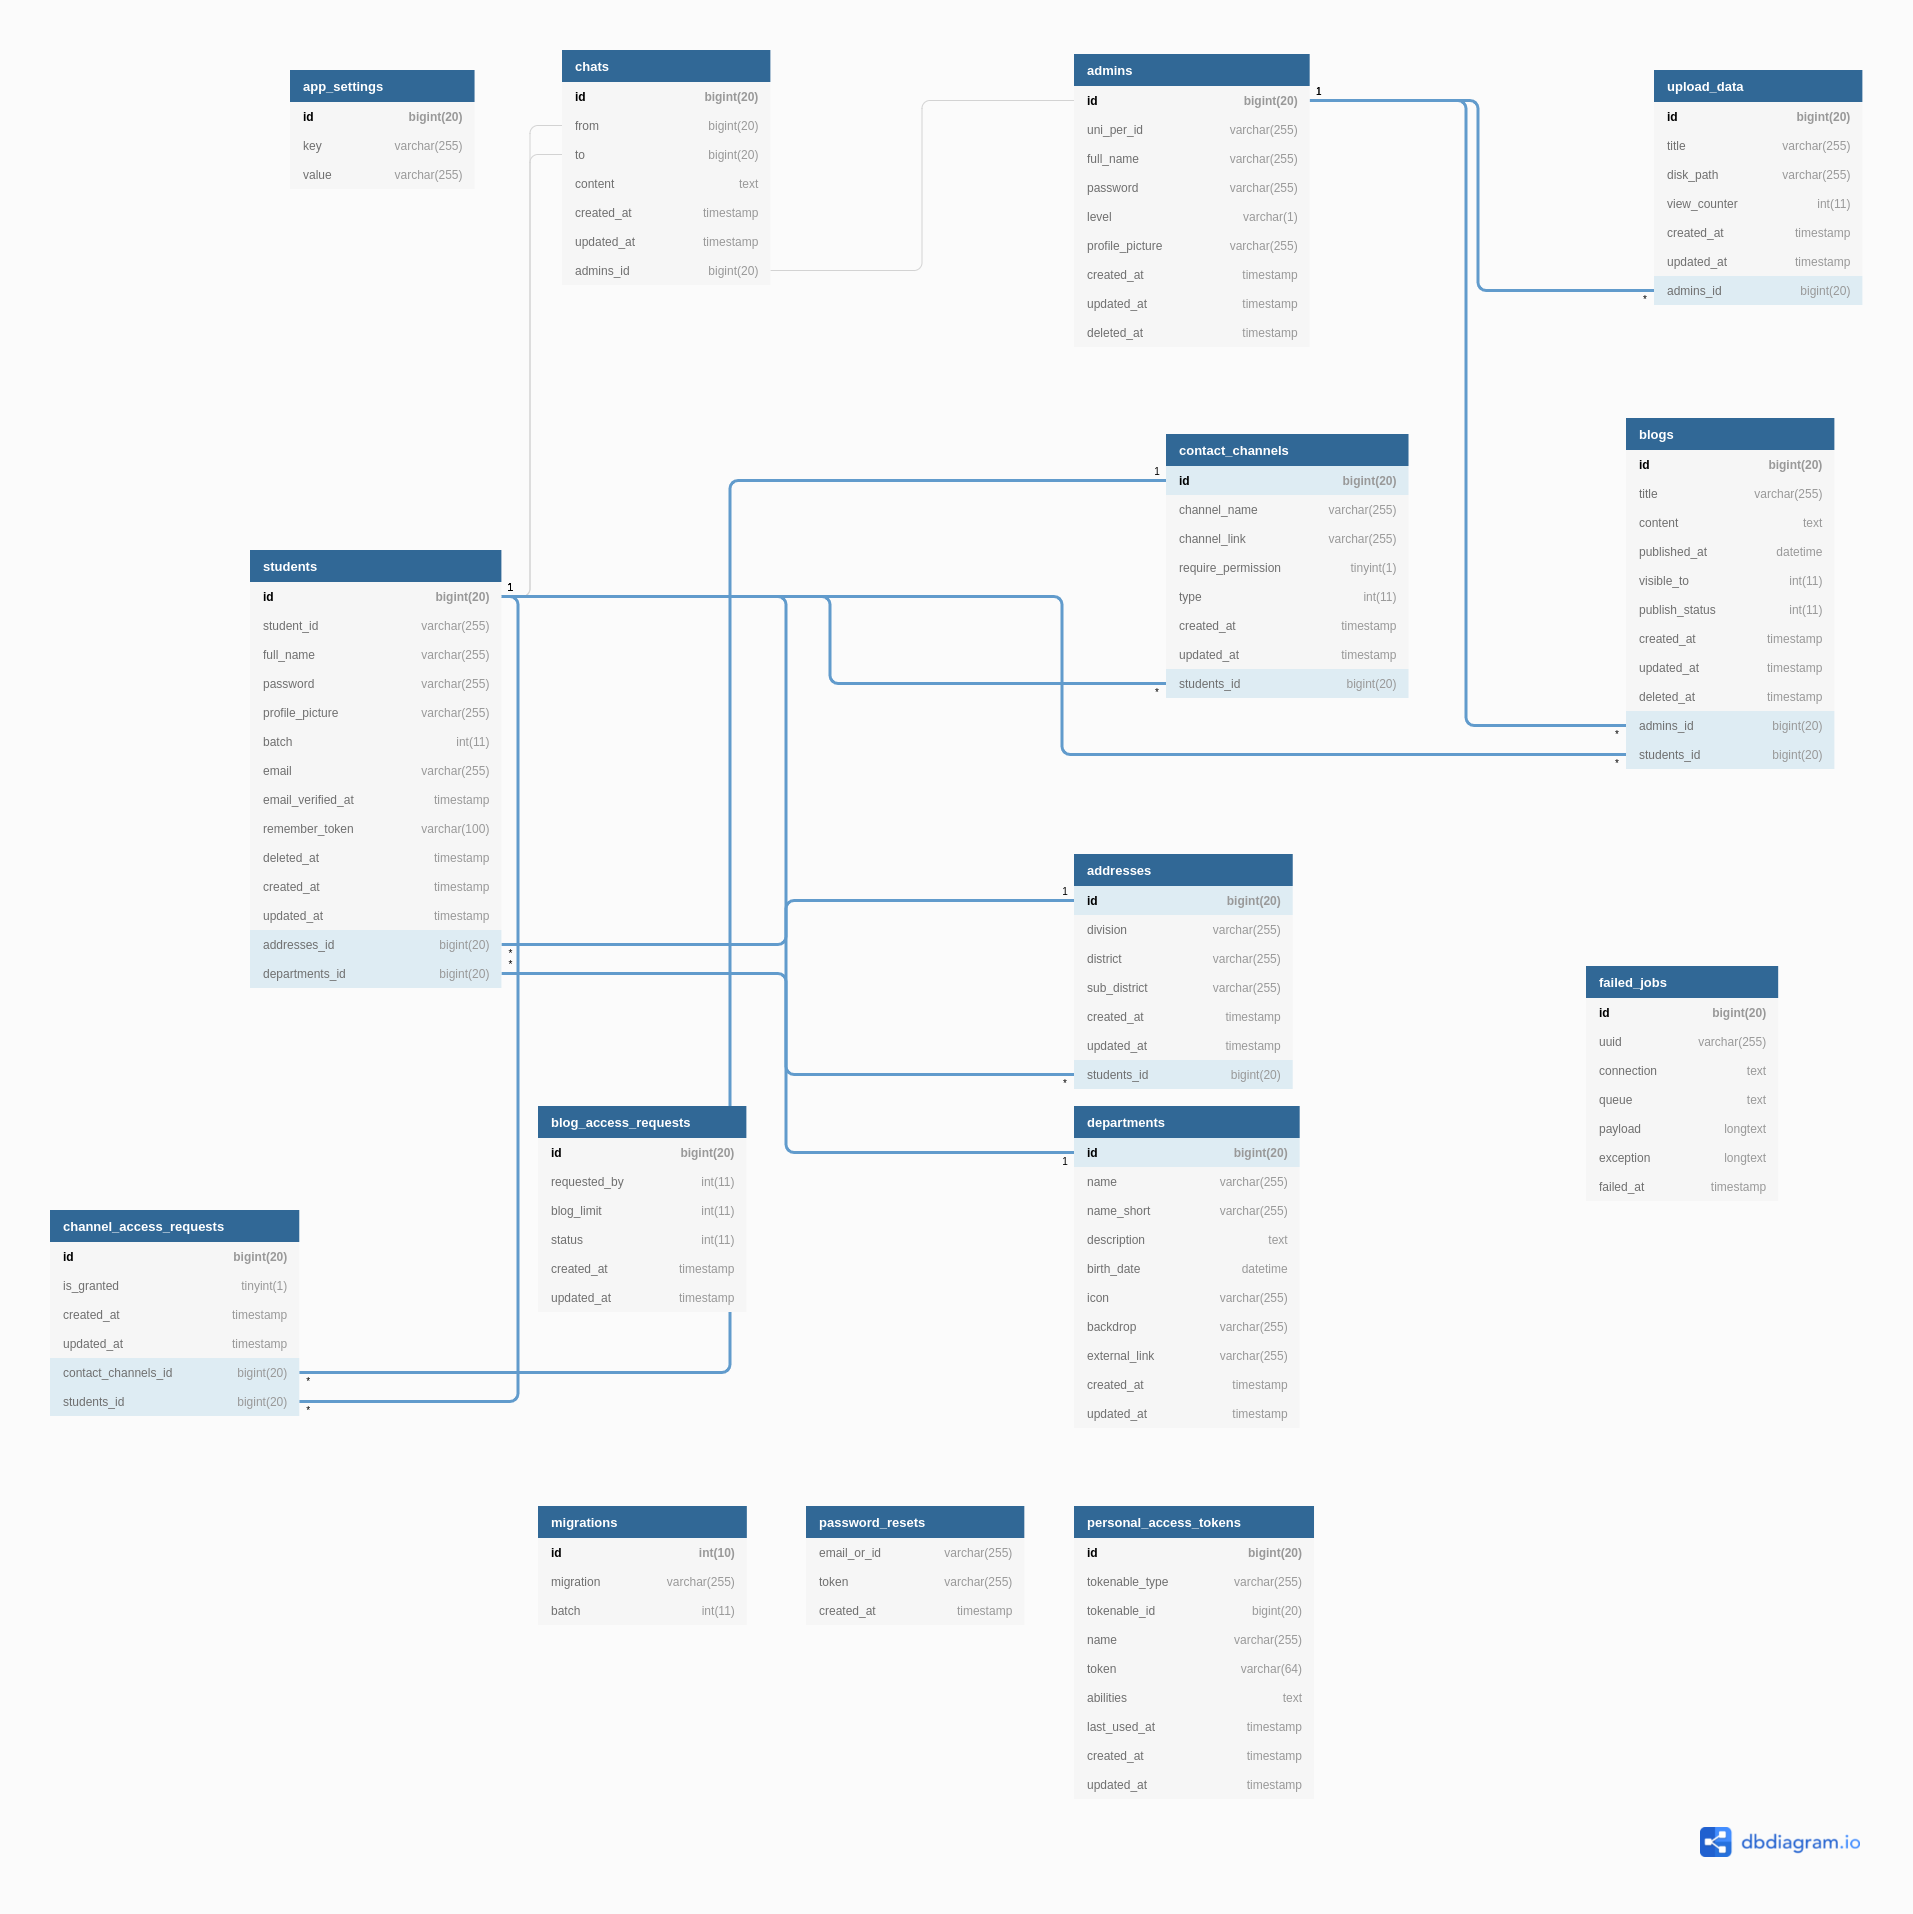 app_settings
id bigint(20)
key varchar(255)
value varchar(255)
chats
id bigint(20)
from bigint(20)
to bigint(20)
content text
created_at timestamp
updated_at timestamp
admins_id bigint(20)
admins
id bigint(20)
uni_per_id varchar(255)
full_name varchar(255)
password varchar(255)
level varchar(1)
profile_picture varchar(255)
created_at timestamp
updated_at timestamp
deleted_at timestamp
1
upload_data
id bigint(20)
title varchar(255)
disk_path varchar(255)
view_counter int(11)
created_at timestamp
updated_at timestamp
* admins_id bigint(20)
contact_channels
1 id bigint(20)
channel_name varchar(255)
channel_link varchar(255)
require_permission tinyint(1)
type int(11)
created_at timestamp
updated_at timestamp
* students_id bigint(20)
blogs
id bigint(20)
title varchar(255)
content text
published_at datetime
visible_to int(11)
publish_status int(11)
created_at timestamp
updated_at timestamp
deleted_at timestamp
* admins_id bigint(20)
* students_id bigint(20)
students
id bigint(20) 1
student_id varchar(255)
full_name varchar(255)
password varchar(255)
profile_picture varchar(255)
batch int(11)
email varchar(255)
email_verified_at timestamp
remember_token varchar(100)
deleted_at timestamp
created_at timestamp
updated_at timestamp
addresses_id bigint(20) *
departments_id bigint(20) *
addresses
1 id bigint(20)
division varchar(255)
district varchar(255)
sub_district varchar(255)
created_at timestamp
updated_at timestamp
* students_id bigint(20)
failed_jobs
id bigint(20)
uuid varchar(255)
connection text
queue text
payload longtext
exception longtext
failed_at timestamp
blog_access_requests
id bigint(20)
requested_by int(11)
blog_limit int(11)
status int(11)
created_at timestamp
updated_at timestamp
departments
1 id bigint(20)
name varchar(255)
name_short varchar(255)
description text
birth_date datetime
icon varchar(255)
backdrop varchar(255)
external_link varchar(255)
created_at timestamp
updated_at timestamp
channel_access_requests
id bigint(20)
is_granted tinyint(1)
created_at timestamp
updated_at timestamp
contact_channels_id bigint(20) *
students_id bigint(20) *
migrations
id int(10)
migration varchar(255)
batch int(11)
password_resets
email_or_id varchar(255)
token varchar(255)
created_at timestamp
personal_access_tokens
id bigint(20)
tokenable_type varchar(255)
tokenable_id bigint(20)
name varchar(255)
token varchar(64)
abilities text
last_used_at timestamp
created_at timestamp
updated_at timestamp
dbdiagram.io